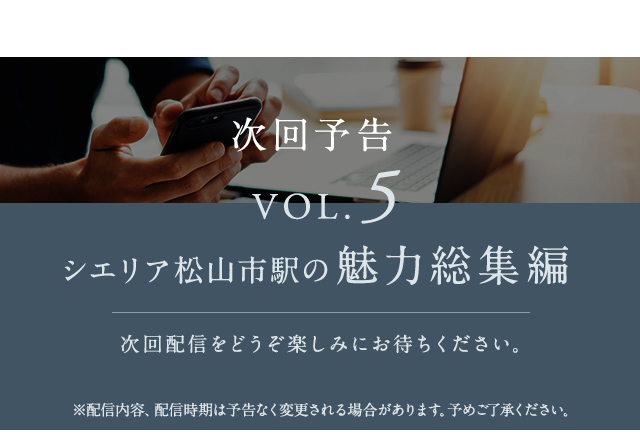 次回予告
VOL.5
シエリア松山市駅の魅力総集編
次回配信をどうぞ楽しみにお待ちください。
※配信内容、配信時期は予告なく変更される場合があります。予めご了承ください。